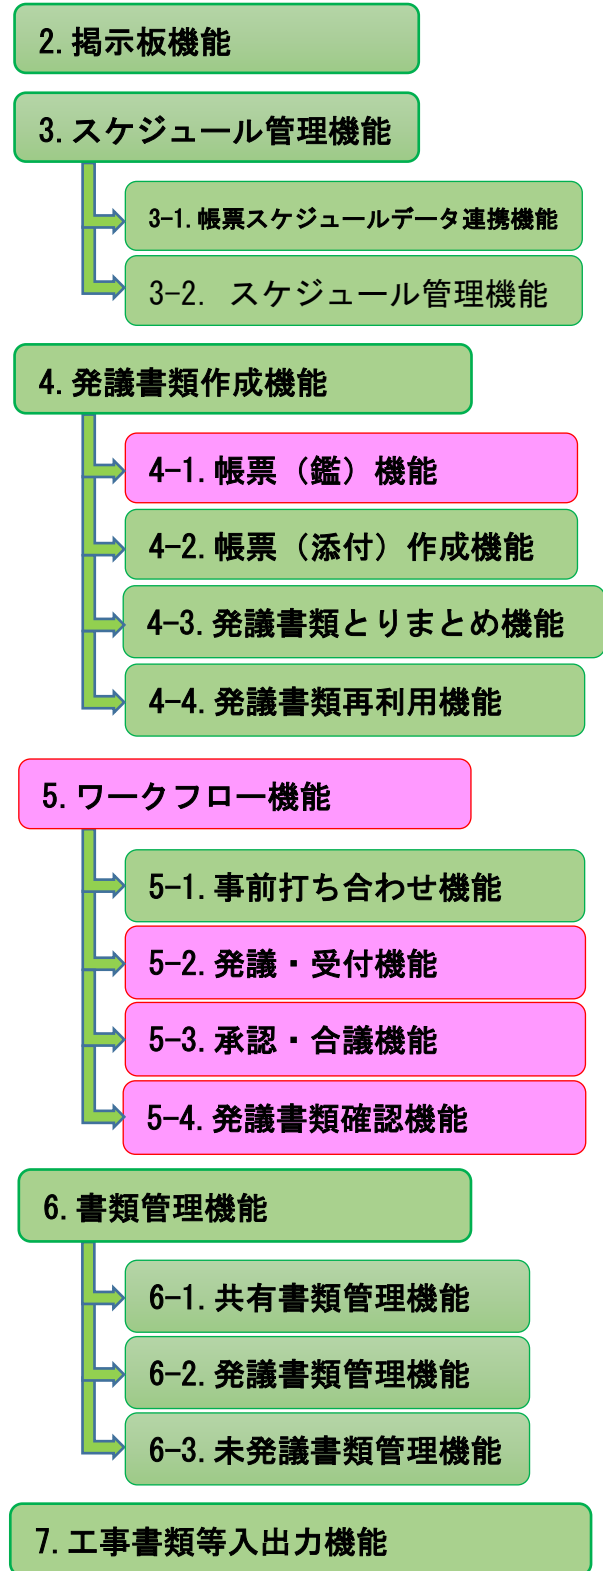 2.掲示板機能
3.スケジュール管理機能
3-1.帳票スケジュールデータ連携機能
3-2. スケジュール管理機能
4.発議書類作成機能
4-1.帳票（鑑）機能
4-2.帳票（添付）作成機能
4-3.発議書類とりまとめ機能
4-4.発議書類再利用機能
5.ワークフロー機能
5-1.事前打ち合わせ機能
5-2.発議・受付機能
5-3.承認・合議機能
5-4.発議書類確認機能
6.書類管理機能
6-1.共有書類管理機能
6-2.発議書類管理機能
6-3.未発議書類管理機能
7.工事書類等入出力機能